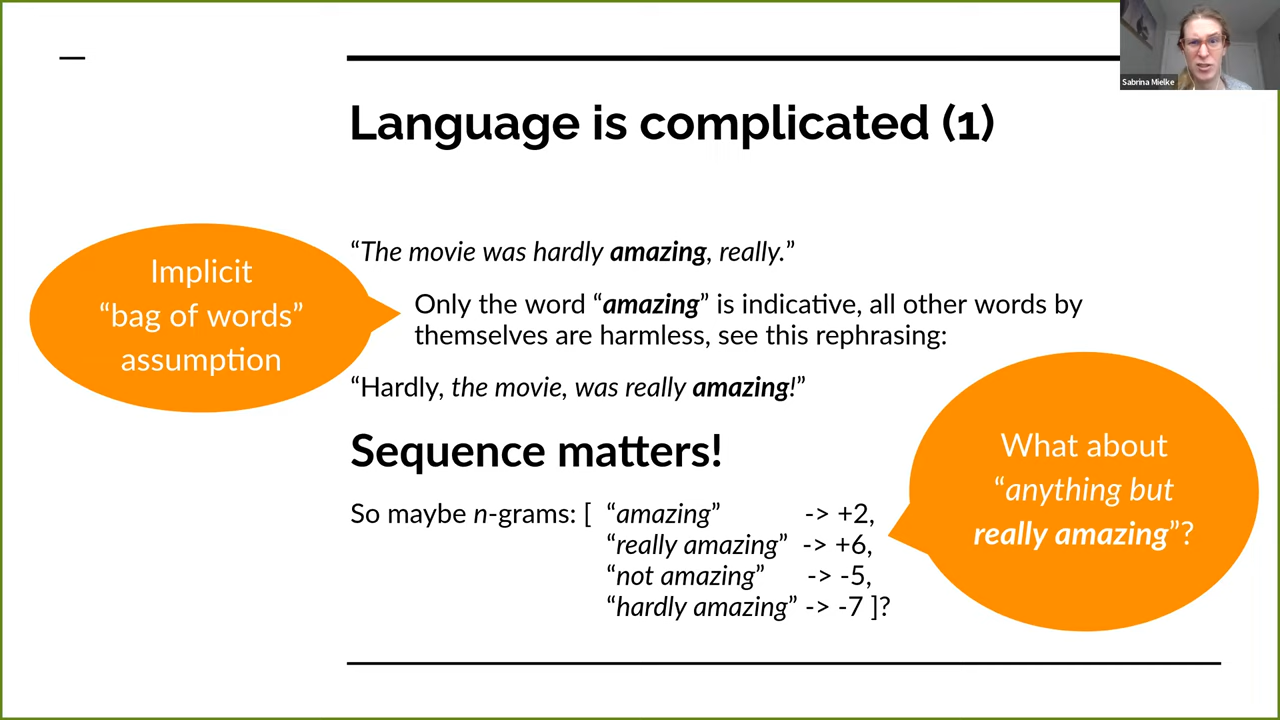 Sabrina Mielke
Language is complicated (1)
“The movie was hardly amazing, really.”
Implicit
“bag of words”
assumption
Only the word “amazing” is indicative, all other words by
themselves are harmless, see this rephrasing:
“Hardly, the movie, was really amazing!”
Sequence matters!
So maybe n-grams: [ “amazing” -> +2,
“really amazing” -> +6,
“not amazing” -> -5,
“hardly amazing” -> -7 ]?
What about
“anything but
really amazing”?